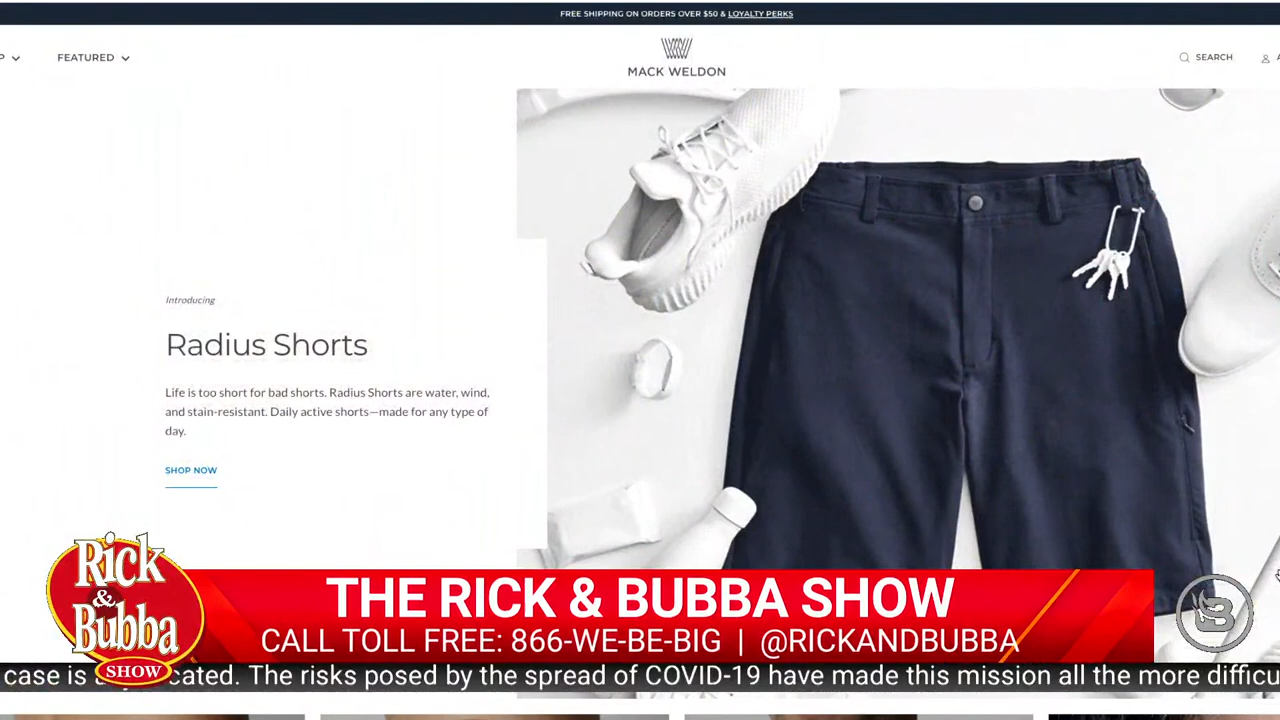 FREE SHIPPING ON ORDERS OVER $50 & LOYALTY PERKS
P
FEATURED
MACK WELDON
SEARCH
Introducing
Radius Shorts
Life is too short for bad shorts. Radius Shorts are water, wind,
and stain-resistant. Daily active shorts—made for any type of
day.
SHOP NOW
Rick
&
Bubba
SHOW
THE RICK & BUBBA SHOW
CALL TOLL FREE: 866-WE-BE-BIG | @RICKANDBUBBA
case is cated. The risks posed by the spread of COVID-19 have made this mission all the more difficu